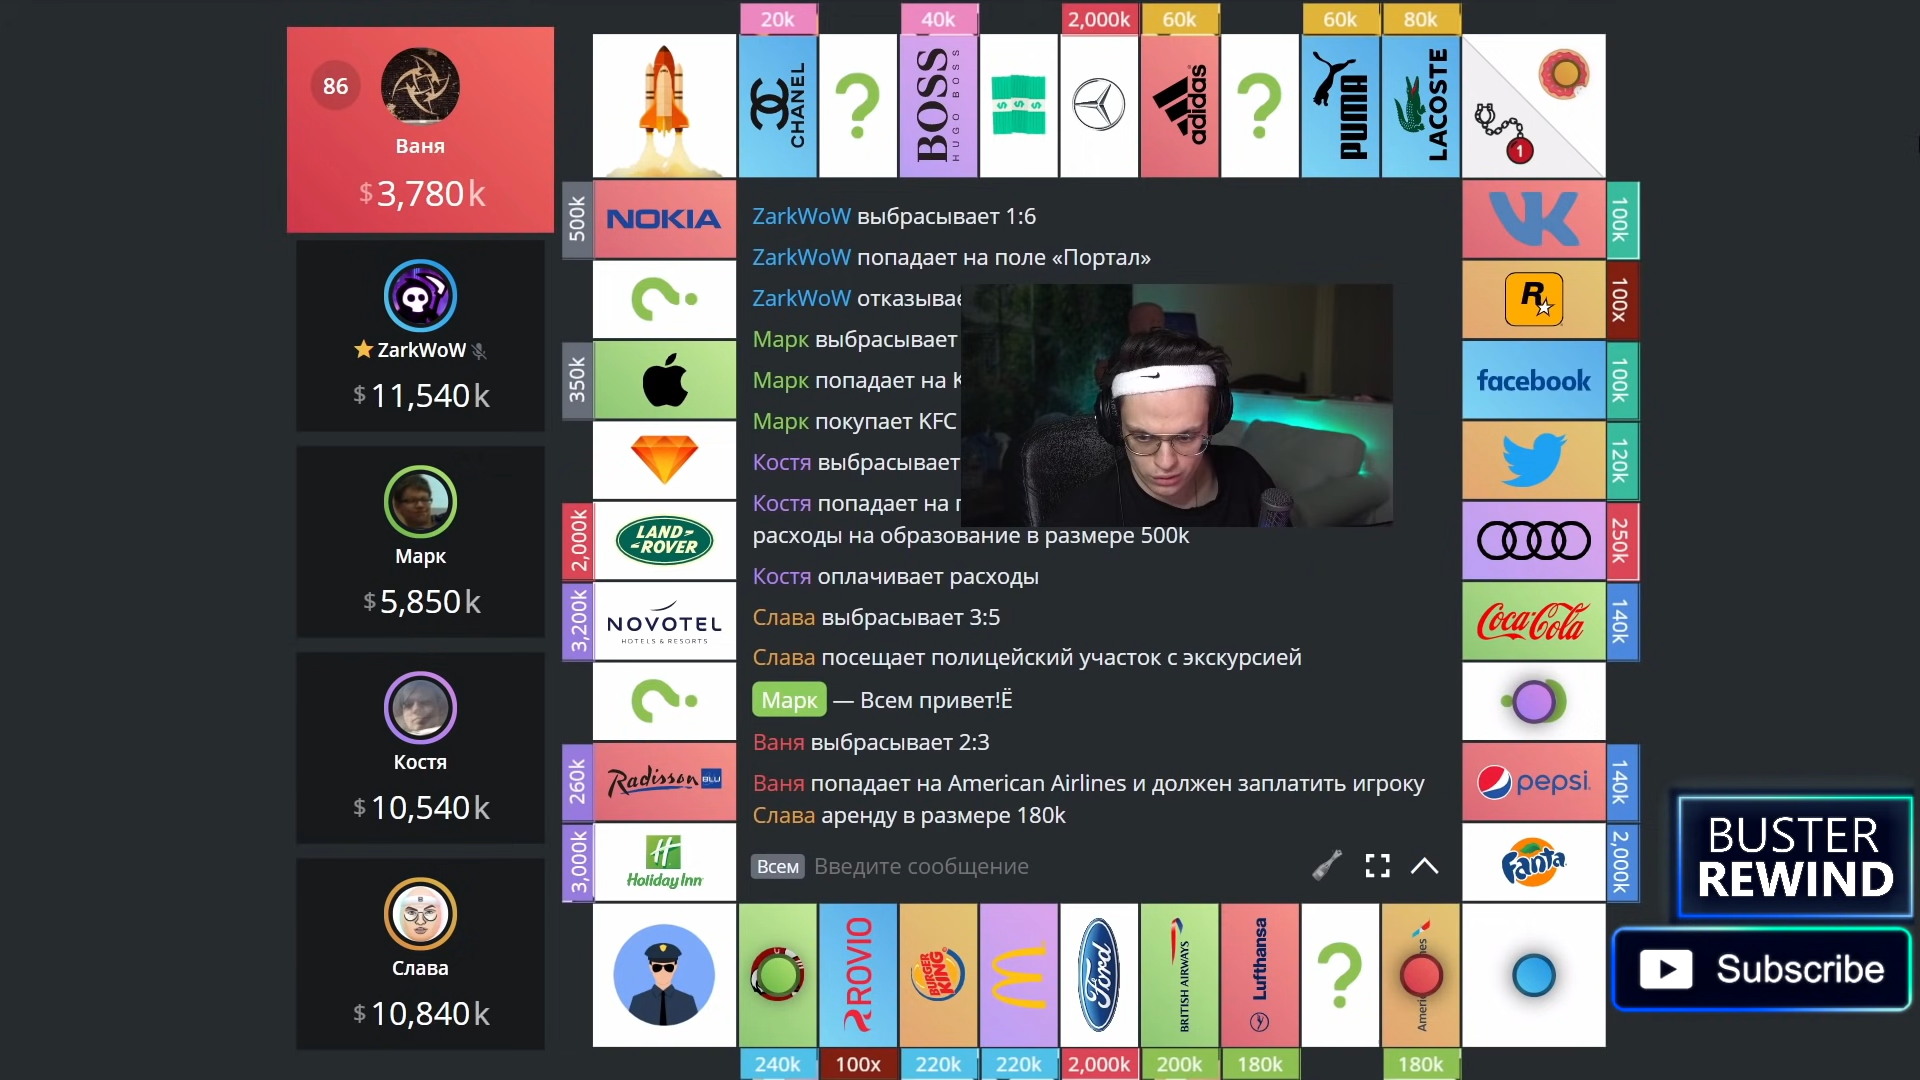 20k
40k
2,000k
60k
60k
80k
86
Ваня
$ 3,780k
ZarkWoW
$ 11,540k
Марк
$ 5,850k
Костя
$ 10,540k
Слава
$ 10,840k
CHANEL
?
BOSS
HUGO BOSS
adidas
?
PUMA
LACOSTE
1
500k
NOKIA
350k
2,000k
LAND ROVER
3,200k
NOVOTEL
HOTELS & RESORTS
260k
Radisson BLU
3,000k
H
Holiday Inn
ZarkWoW выбрасывает 1:6
ZarkWoW попадает на поле «Портал»
ZarkWoW отказывае
Марк выбрасывает
Марк попадает на K
Марк покупает KFC
Костя выбрасывает
Костя попадает на
расходы на образование в размере 500k
Костя оплачивает расходы
Слава выбрасывает 3:5
Слава посещает полицейский участок с экскурсией
Марк — Всем привет!Ё
Ваня выбрасывает 2:3
Ваня попадает на American Airlines и должен заплатить игроку
Слава аренду в размере 180k
Всем Введите сообщение
VK
100k
R
100x
facebook
100k
120k
250k
Coca-Cola
140k
pepsi
140k
Fanta
2,000k
ROVIO
BURGER KING
Ford
BRITISH AIRWAYS
Lufthansa
?
240k
100x
220k
220k
2,000k
200k
180k
180k
BUSTER
REWIND
Subscribe